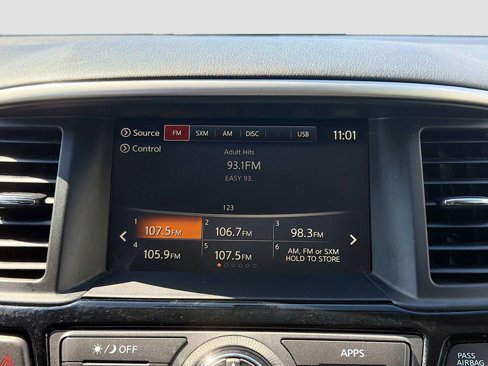 Source FM SXM AM DISC USB 11:01
Control
Adult Hits
93.1FM
EASY 93.
123
1 107.5FM 2 106.7FM 3 98.3FM
4 105.9FM 5 107.5FM 6 AM, FM or SXM
HOLD TO STORE
OFF APPS
PASS
AIRBAG